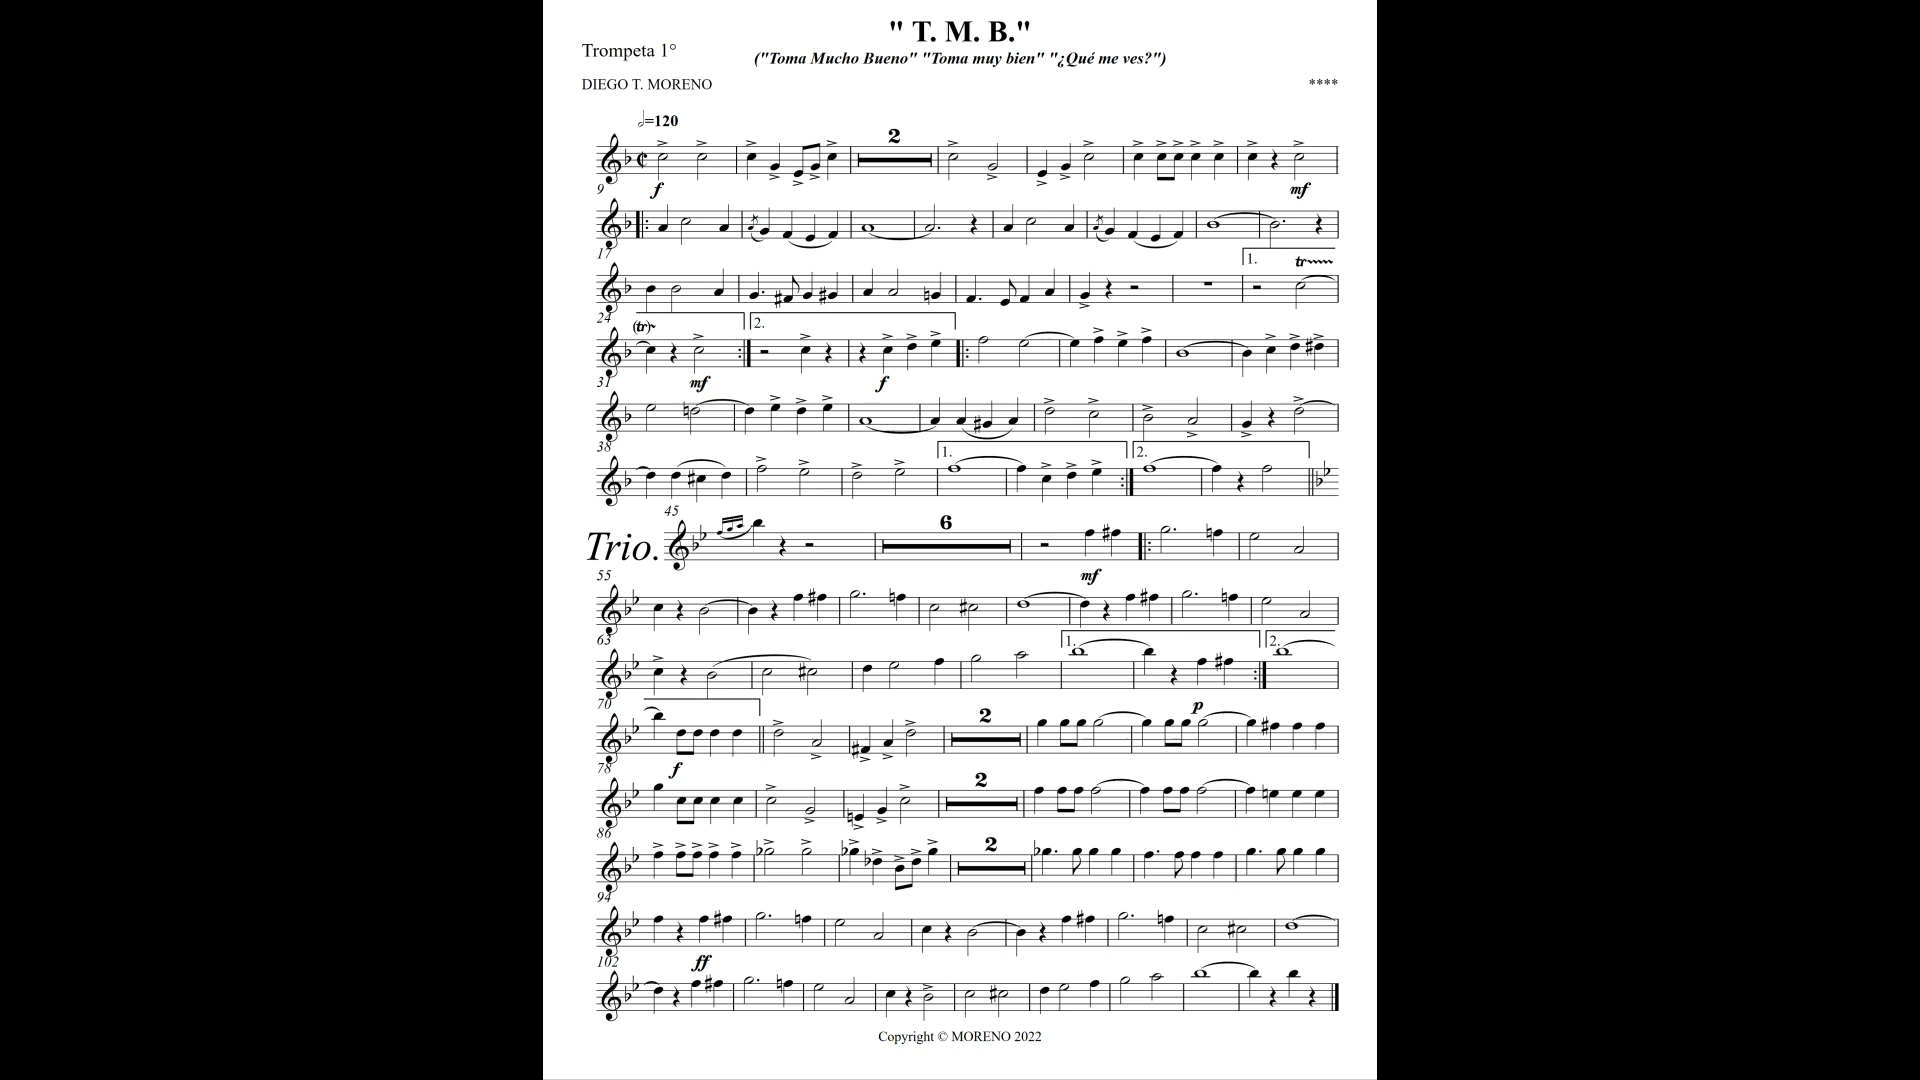 " T. M. B."
Trompeta 1°
("Toma Mucho Bueno" "Toma muy bien" "¿Qué me ves?")
DIEGO T. MORENO
****
=120
2
f
mf
9
17
1.
tr
24
(tr)
2.
mf
f
31
38
1.
2.
45
6
Trio.
mf
55
63
1.
2.
p
70
2
f
78
2
86
2
94
ff
102
Copyright © MORENO 2022